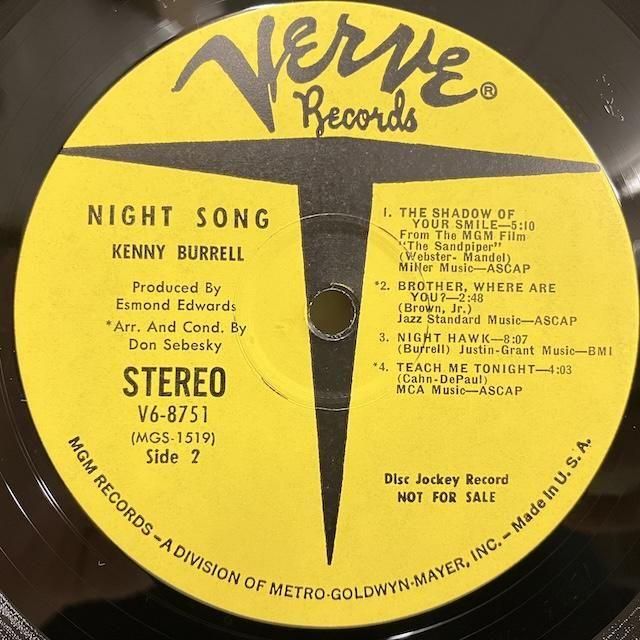 VERVE ®
Records
NIGHT SONG
KENNY BURRELL
Produced By
Esmond Edwards
*Arr. And Cond. By
Don Sebesky
STEREO
V6-8751
(MGS-1519)
Side 2
1. THE SHADOW OF
YOUR SMILE—5:10
From The MGM Film
"The Sandpiper"
(Webster- Mandel)
Miller Music—ASCAP
*2. BROTHER, WHERE ARE
YOU?—2:48
(Brown, Jr.)
Jazz Standard Music—ASCAP
3. NIGHT HAWK—8:07
(Burrell) Justin-Grant Music—BMI
*4. TEACH ME TONIGHT—4:03
(Cahn-DePaul)
MCA Music—ASCAP
Disc Jockey Record
NOT FOR SALE
MGM RECORDS – A DIVISION OF METRO-GOLDWYN-MAYER, INC. – Made In U. S. A.